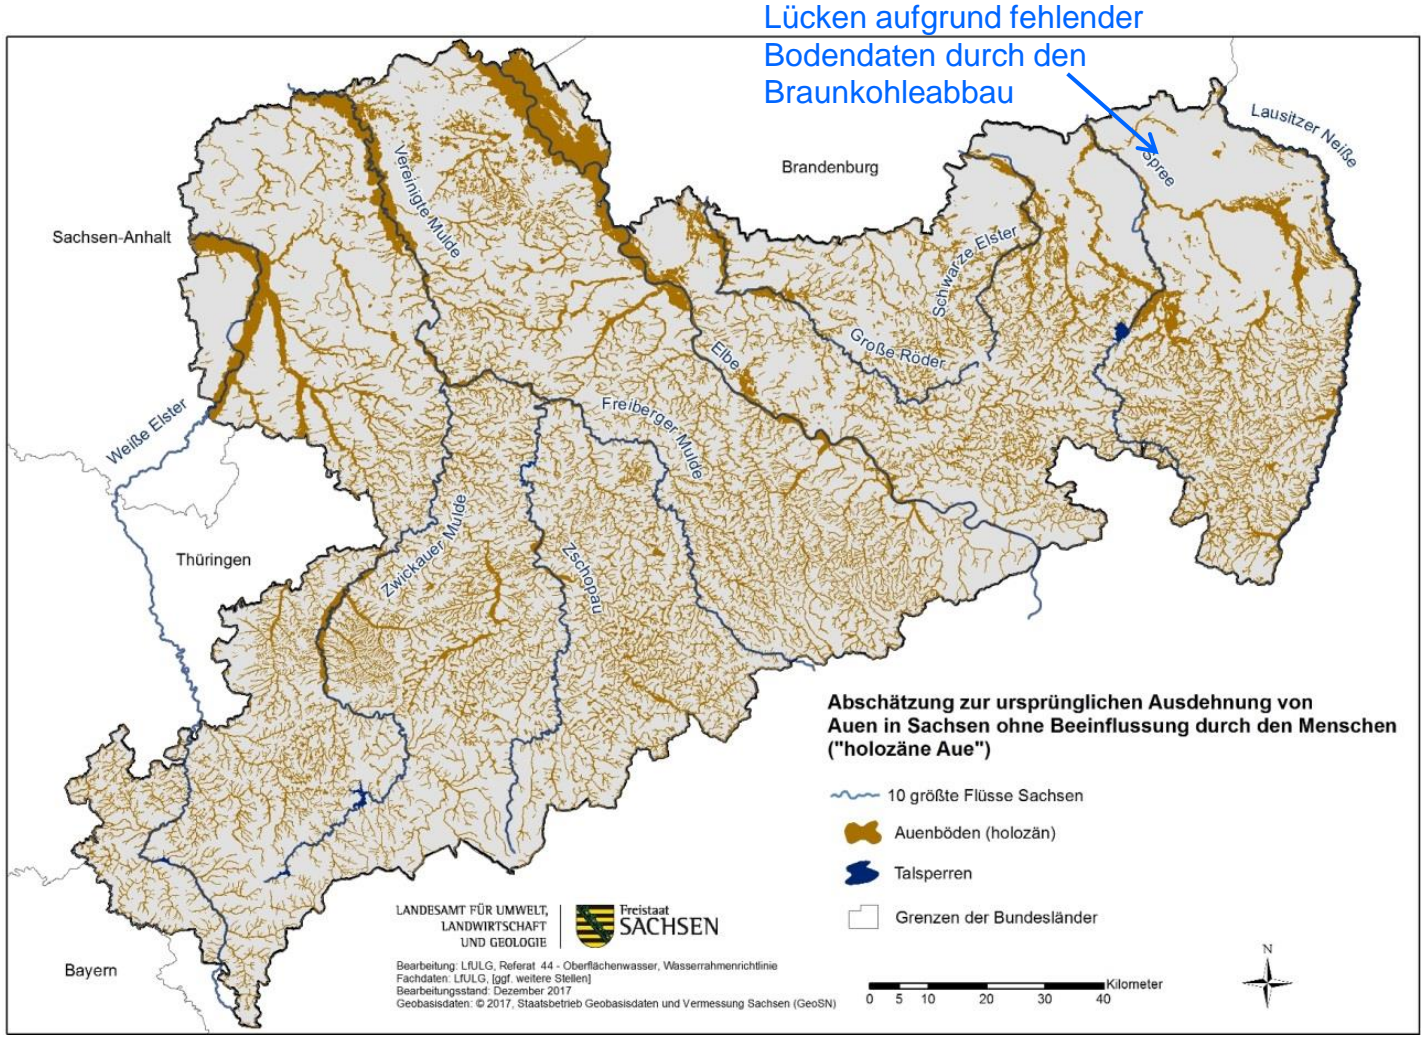 Lücken aufgrund fehlender
Bodendaten durch den
Braunkohleabbau
Lausitzer Neiße
Brandenburg
Spree
Vereinigte Mulde
Sachsen-Anhalt
Schwarze Elster
Große Röder
Elbe
Freiberger Mulde
Weiße Elster
Zwickauer Mulde
Zschopau
Thüringen
Bayern
Abschätzung zur ursprünglichen Ausdehnung von
Auen in Sachsen ohne Beeinflussung durch den Menschen
("holozäne Aue")
10 größte Flüsse Sachsen
Auenböden (holozän)
Talsperren
Grenzen der Bundesländer
LANDESAMT FÜR UMWELT,
LANDWIRTSCHAFT
UND GEOLOGIE
Freistaat
SACHSEN
Bearbeitung: LfULG, Referat 44 - Oberflächenwasser, Wasserrahmenrichtlinie
Fachdaten: LfULG, [ggf. weitere Stellen]
Bearbeitungsstand: Dezember 2017
Geobasisdaten: © 2017, Staatsbetrieb Geobasisdaten und Vermessung Sachsen (GeoSN)
N
Kilometer
0 5 10 20 30 40